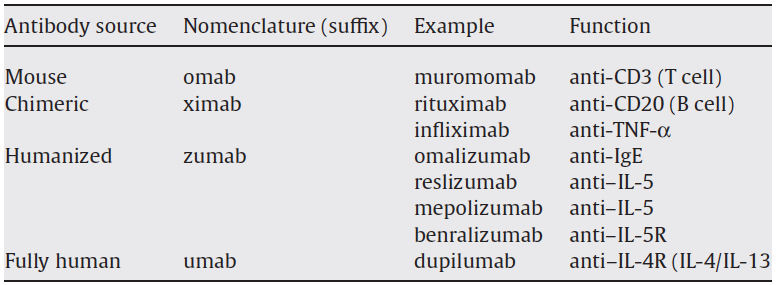 Antibody source Nomenclature (suffix) Example Function
Mouse omab muromomab anti-CD3 (T cell)
Chimeric ximab rituximab anti-CD20 (B cell)
infliximab anti-TNF-α
Humanized zumab omalizumab anti-IgE
reslizumab anti–IL-5
mepolizumab anti–IL-5
benralizumab anti–IL-5R
Fully human umab dupilumab anti–IL-4R (IL-4/IL-13